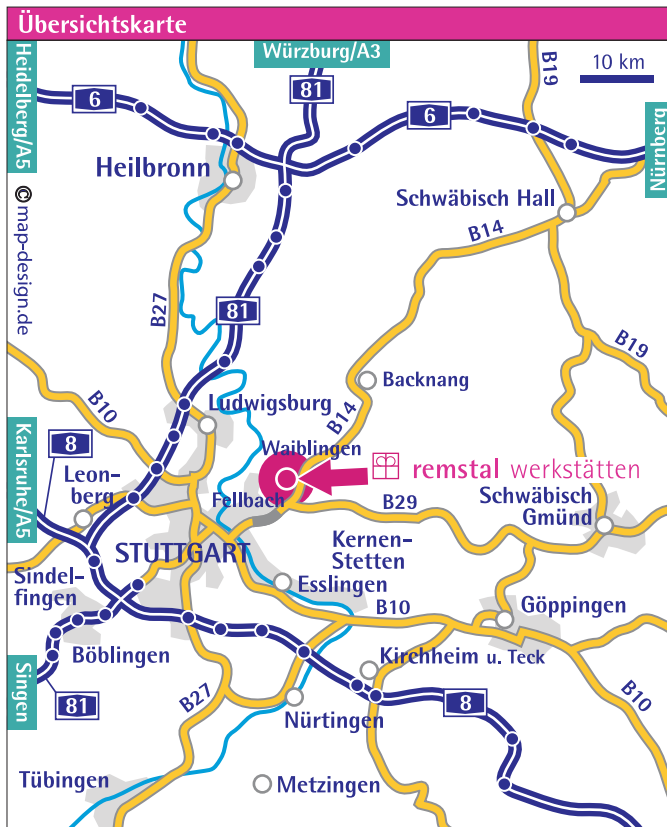 Übersichtskarte
Heidelberg/A5
Würzburg/A3
10 km
B19
6
81
6
Nürnberg
Heilbronn
© map-design.de
Schwäbisch Hall
B14
81
B27
B19
Backnang
B10
Ludwigsburg
B14
Karlsruhe/A5
8
Waiblingen
remstal werkstätten
Leon-
berg
Fellbach
B29
Schwäbisch
Gmünd
STUTTGART
Kernen-
Stetten
Sindel-
fingen
Esslingen
B10
Göppingen
Böblingen
Kirchheim u. Teck
Singen
81
B27
Nürtingen
8
B10
Tübingen
Metzingen